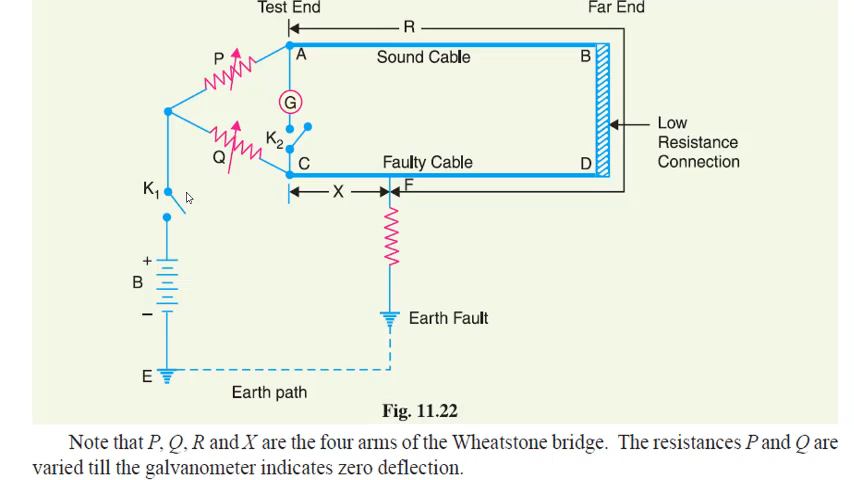 Test End
Far End
R
P
A
Sound Cable
B
G
K2
Q
C
Faulty Cable
D
Low
Resistance
Connection
K1
X
F
+
B
−
Earth Fault
E
Earth path
Fig. 11.22
Note that P, Q, R and X are the four arms of the Wheatstone bridge. The resistances P and Q are
varied till the galvanometer indicates zero deflection.